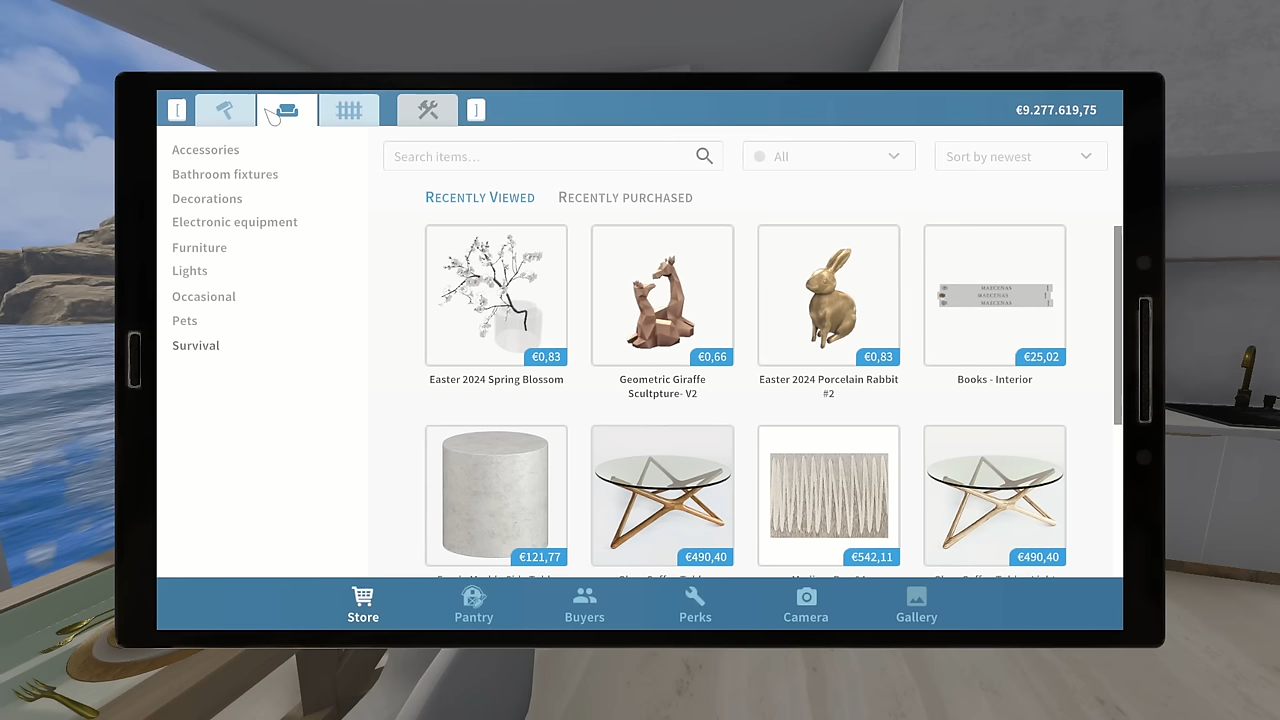 [
]
€9.277.619,75
Accessories
Bathroom fixtures
Decorations
Electronic equipment
Furniture
Lights
Occasional
Pets
Survival
Search items...
All
Sort by newest
RECENTLY VIEWED
RECENTLY PURCHASED
€0,83
€0,66
€0,83
MAECENAS
MAECENAS
MAECENAS
€25,02
Easter 2024 Spring Blossom
Geometric Giraffe
Scultpture- V2
Easter 2024 Porcelain Rabbit
#2
Books - Interior
€121,77
€490,40
€542,11
€490,40
Store
Pantry
Buyers
Perks
Camera
Gallery